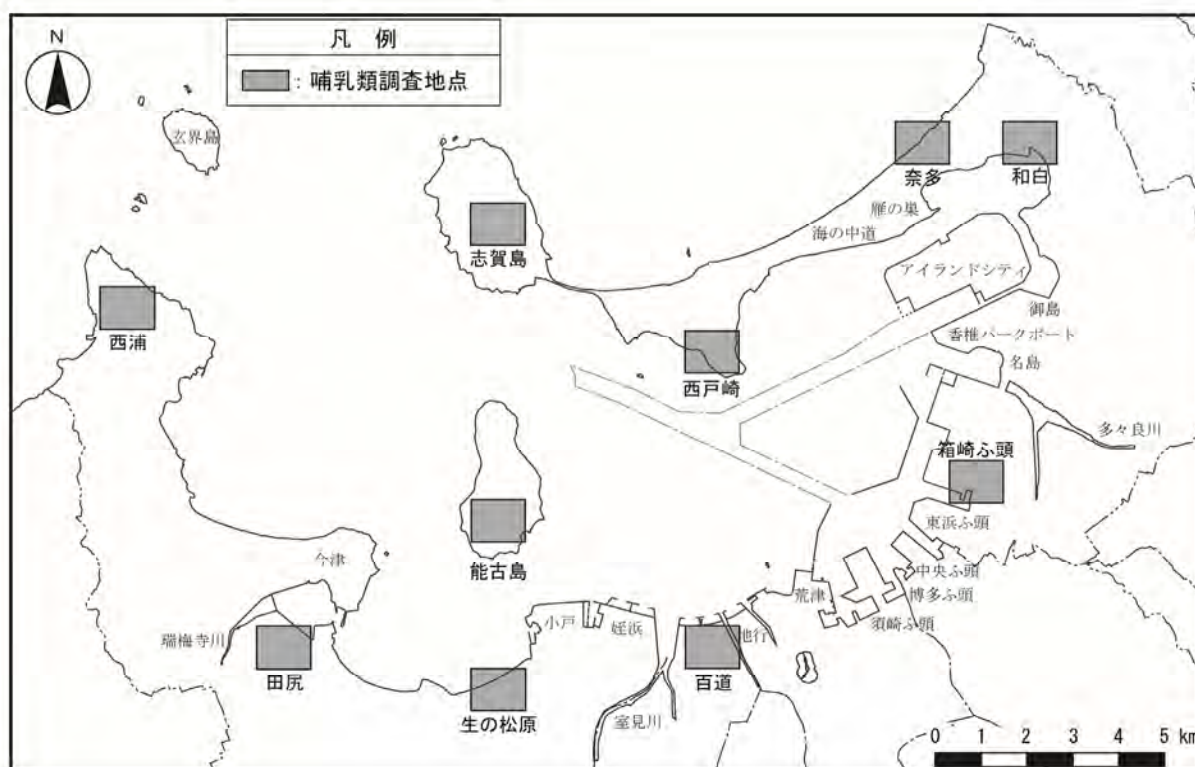 N
凡 例
：哺乳類調査地点
玄界島
奈多
和白
雁の巣
海の中道
志賀島
アイランドシティ
御島
西浦
香椎パークポート
名島
西戸崎
多々良川
箱崎ふ頭
東浜ふ頭
今津
能古島
中央ふ頭
荒津
博多ふ頭
小戸
姪浜
須崎ふ頭
地行
瑞梅寺川
田尻
百道
生の松原
室見川
0 1 2 3 4 5 km